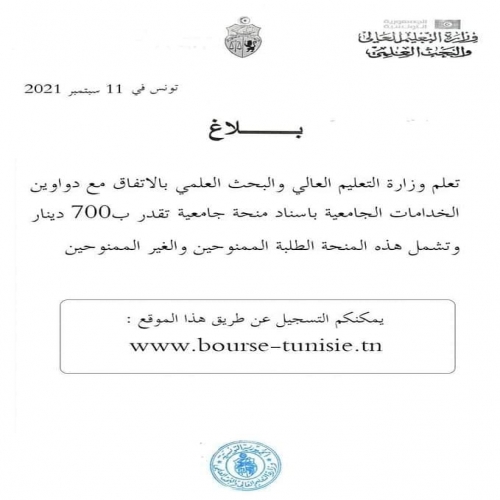 الجمهورية التونسية
وزارة التعليم العالي
والبحث العلمي
تونس في 11 سبتمبر 2021
بــــلاغ
تعلم وزارة التعليم العالي والبحث العلمي بالاتفاق مع دواوين
الخدامات الجامعية باسناد منحة جامعية تقدر ب700 دينار
وتشمل هذه المنحة الطلبة الممنوحين والغير الممنوحين
يمكنكم التسجيل عن طريق هذا الموقع :
www.bourse-tunisie.tn